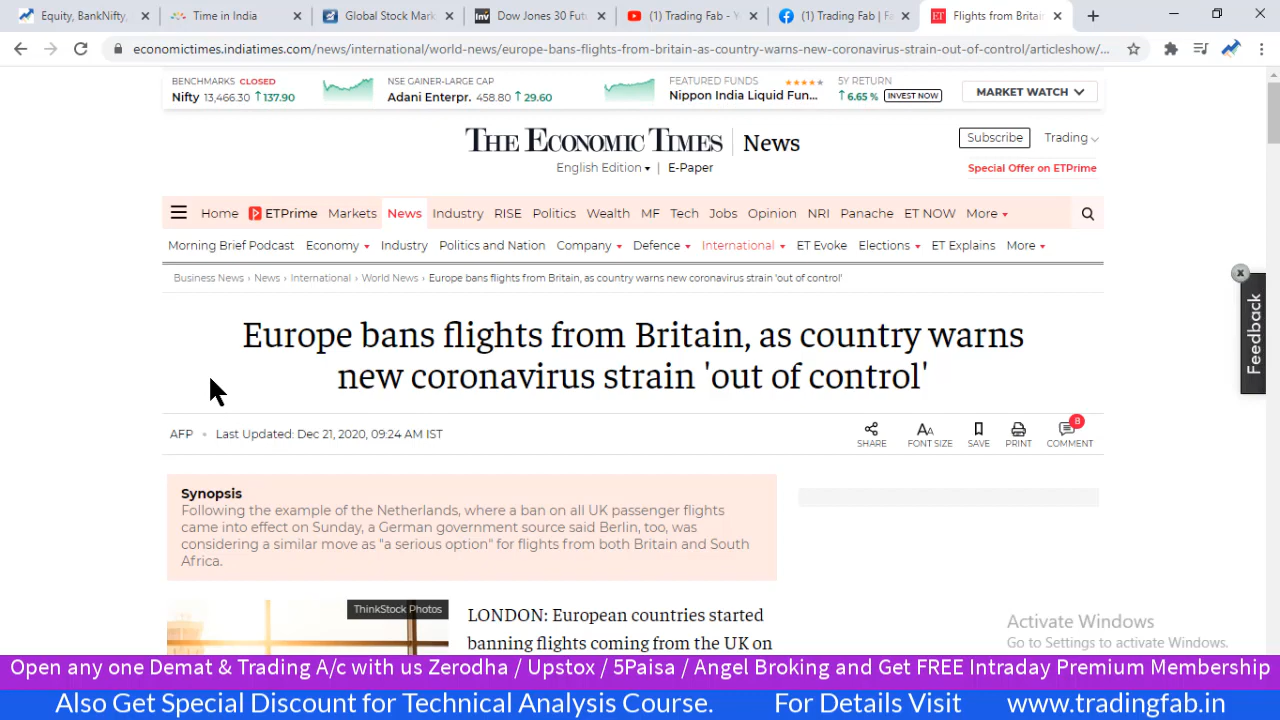 Equity, BankNifty,
Time in India
Global Stock Mark
Dow Jones 30 Futu
(1) Trading Fab - Y
(1) Trading Fab | Fa
Flights from Britain
economictimes.indiatimes.com/news/international/world-news/europe-bans-flights-from-britain-as-country-warns-new-coronavirus-strain-out-of-control/articleshow/...
BENCHMARKS CLOSED
Nifty 13,466.30 ↑137.90
NSE GAINER-LARGE CAP
Adani Enterpr. 458.80 ↑29.60
FEATURED FUNDS ★★★★★
Nippon India Liquid Fun...
5Y RETURN
↑6.65 % INVEST NOW
MARKET WATCH
THE ECONOMIC TIMES | News
English Edition | E-Paper
Subscribe Trading
Special Offer on ETPrime
Home ETPrime Markets News Industry RISE Politics Wealth MF Tech Jobs Opinion NRI Panache ET NOW More
Morning Brief Podcast Economy Industry Politics and Nation Company Defence International ET Evoke Elections ET Explains More
Business News › News › International › World News › Europe bans flights from Britain, as country warns new coronavirus strain 'out of control'
Feedback
Europe bans flights from Britain, as country warns
new coronavirus strain 'out of control'
AFP • Last Updated: Dec 21, 2020, 09:24 AM IST
SHARE FONT SIZE SAVE PRINT COMMENT 8
Synopsis
Following the example of the Netherlands, where a ban on all UK passenger flights
came into effect on Sunday, a German government source said Berlin, too, was
considering a similar move as "a serious option" for flights from both Britain and South
Africa.
ThinkStock Photos
LONDON: European countries started
banning flights coming from the UK on
Activate Windows
Go to Settings to activate Windows.
Open any one Demat & Trading A/c with us Zerodha / Upstox / 5Paisa / Angel Broking and Get FREE Intraday Premium Membership
Also Get Special Discount for Technical Analysis Course. For Details Visit www.tradingfab.in